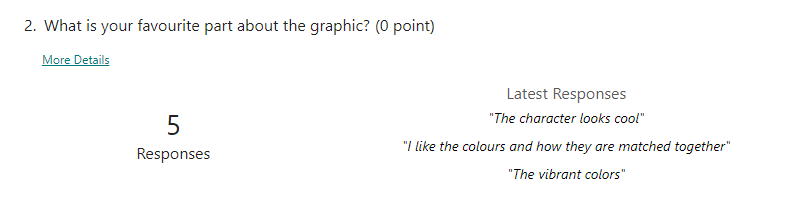 2. What is your favourite part about the graphic? (0 point)
More Details
5
Responses
Latest Responses
"The character looks cool"
"I like the colours and how they are matched together"
"The vibrant colors"